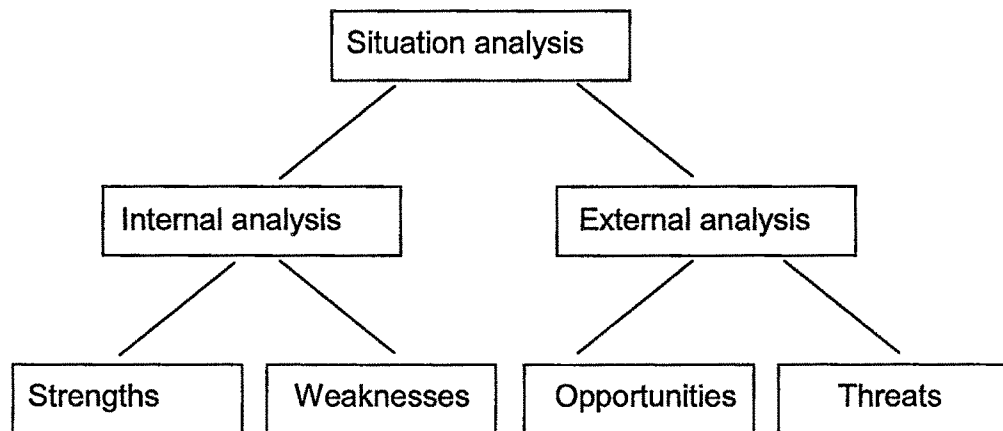 Situation analysis
Internal analysis
External analysis
Strengths
Weaknesses
Opportunities
Threats